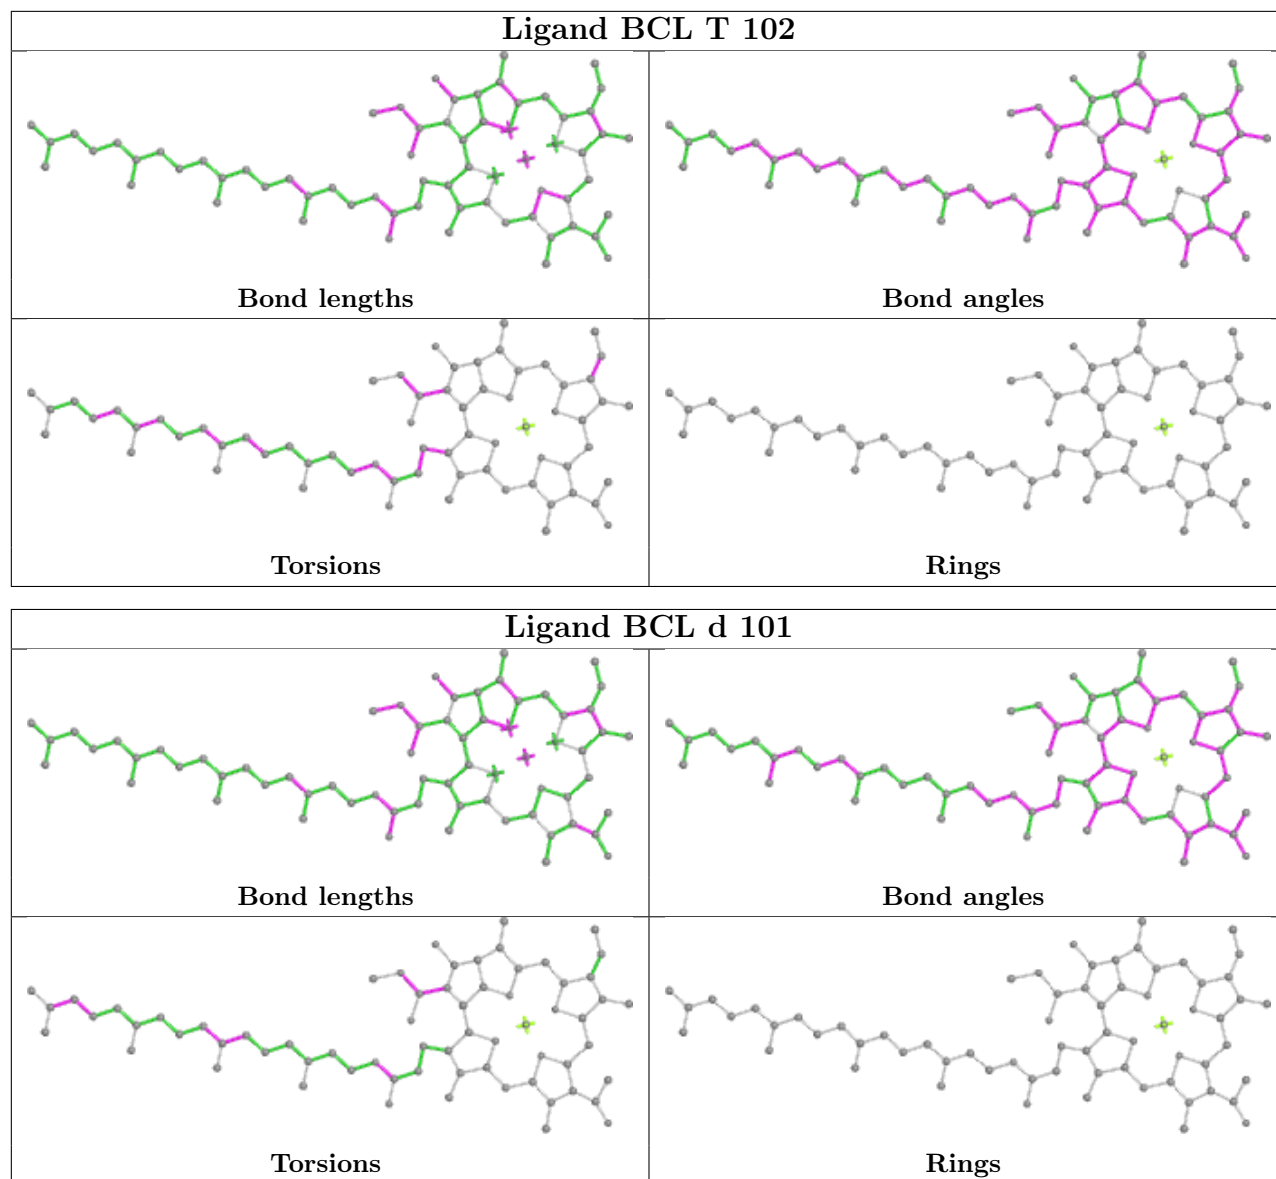 Ligand BCL T 102
Bond lengths
Bond angles
Torsions
Rings
Ligand BCL d 101
Bond lengths
Bond angles
Torsions
Rings